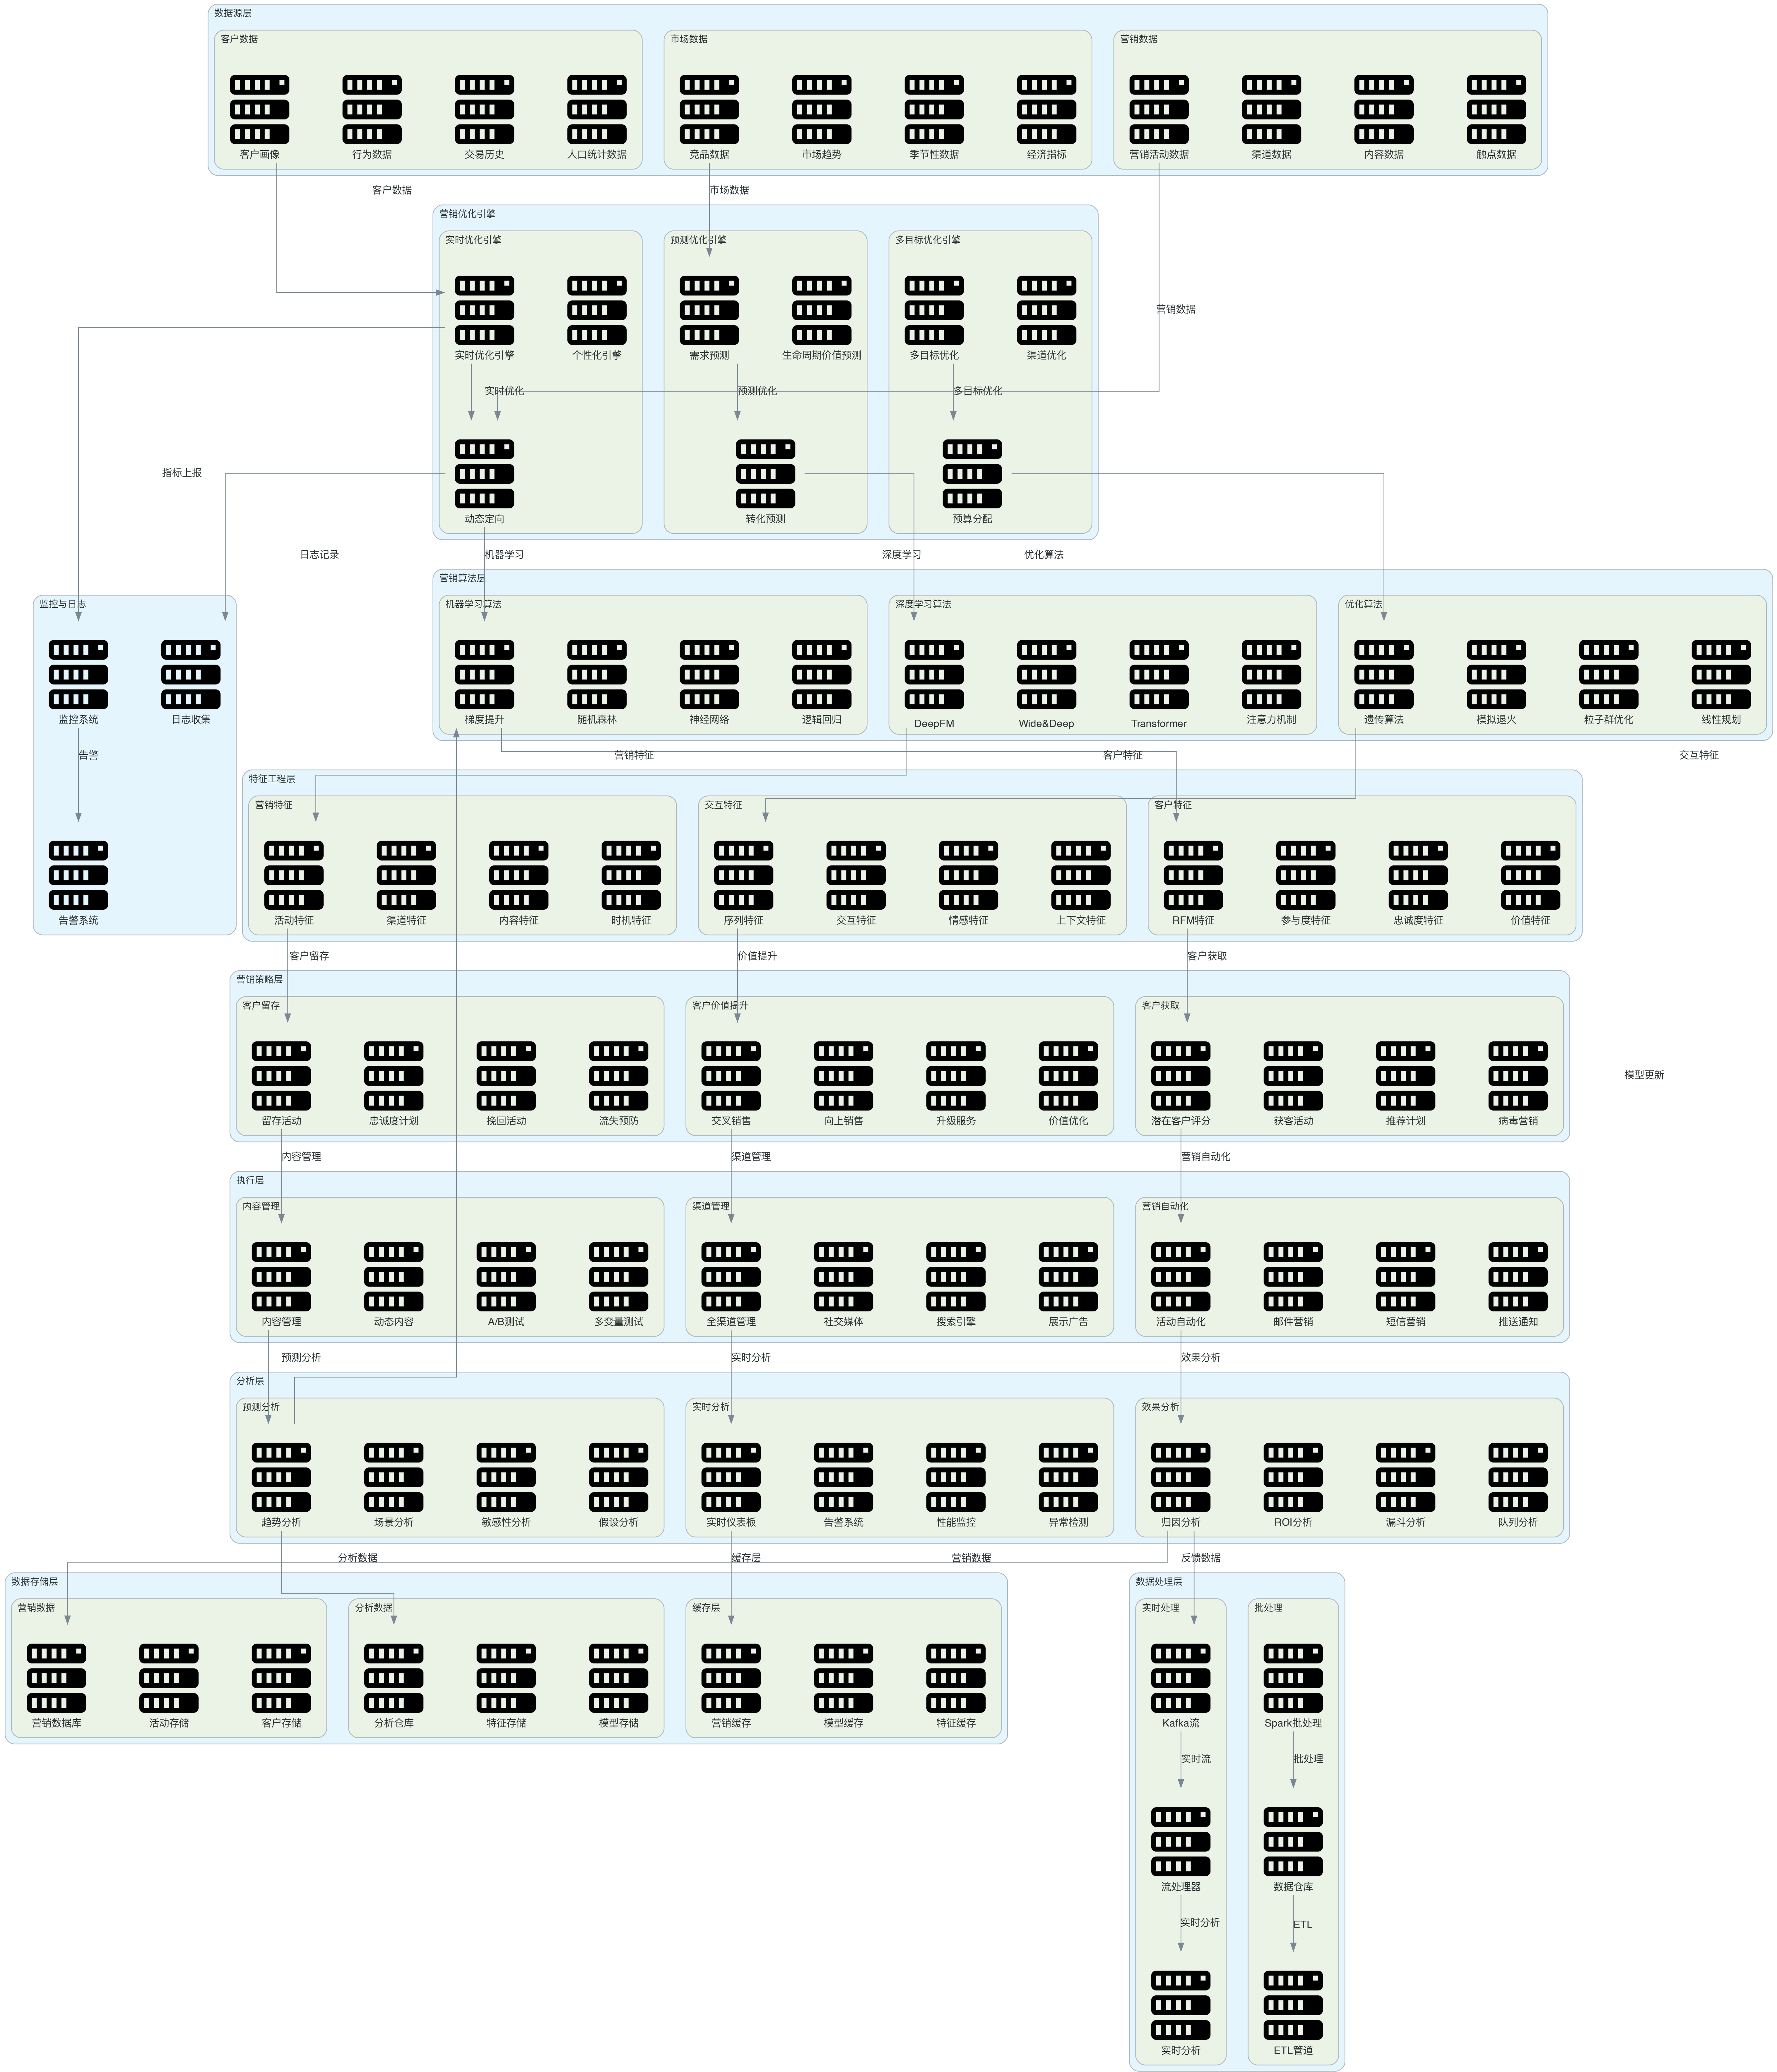 数据源层
客户数据
市场数据
营销数据
客户画像
行为数据
交易历史
人口统计数据
竞品数据
市场趋势
季节性数据
经济指标
营销活动数据
渠道数据
内容数据
触点数据
客户数据
市场数据
营销优化引擎
实时优化引擎
预测优化引擎
多目标优化引擎
营销数据
实时优化引擎
个性化引擎
需求预测
生命周期价值预测
多目标优化
渠道优化
实时优化
预测优化
多目标优化
指标上报
动态定向
转化预测
预算分配
日志记录
机器学习
深度学习
优化算法
营销算法层
监控与日志
机器学习算法
深度学习算法
优化算法
监控系统
日志收集
梯度提升
随机森林
神经网络
逻辑回归
DeepFM
Wide&Deep
Transformer
注意力机制
遗传算法
模拟退火
粒子群优化
线性规划
告警
营销特征
客户特征
交互特征
特征工程层
营销特征
交互特征
客户特征
告警系统
活动特征
渠道特征
内容特征
时机特征
序列特征
交互特征
情感特征
上下文特征
RFM特征
参与度特征
忠诚度特征
价值特征
客户留存
价值提升
客户获取
营销策略层
客户留存
客户价值提升
客户获取
模型更新
留存活动
忠诚度计划
挽回活动
流失预防
交叉销售
向上销售
升级服务
价值优化
潜在客户评分
获客活动
推荐计划
病毒营销
内容管理
渠道管理
营销自动化
执行层
内容管理
渠道管理
营销自动化
内容管理
动态内容
A/B测试
多变量测试
全渠道管理
社交媒体
搜索引擎
展示广告
活动自动化
邮件营销
短信营销
推送通知
预测分析
实时分析
效果分析
分析层
预测分析
实时分析
效果分析
趋势分析
场景分析
敏感性分析
假设分析
实时仪表板
告警系统
性能监控
异常检测
归因分析
ROI分析
漏斗分析
队列分析
分析数据
缓存层
营销数据
反馈数据
数据存储层
营销数据
分析数据
缓存层
数据处理层
实时处理
批处理
营销数据库
活动存储
客户存储
分析仓库
特征存储
模型存储
营销缓存
模型缓存
特征缓存
Kafka流
Spark批处理
实时流
批处理
流处理器
数据仓库
实时分析
ETL
实时分析
ETL管道